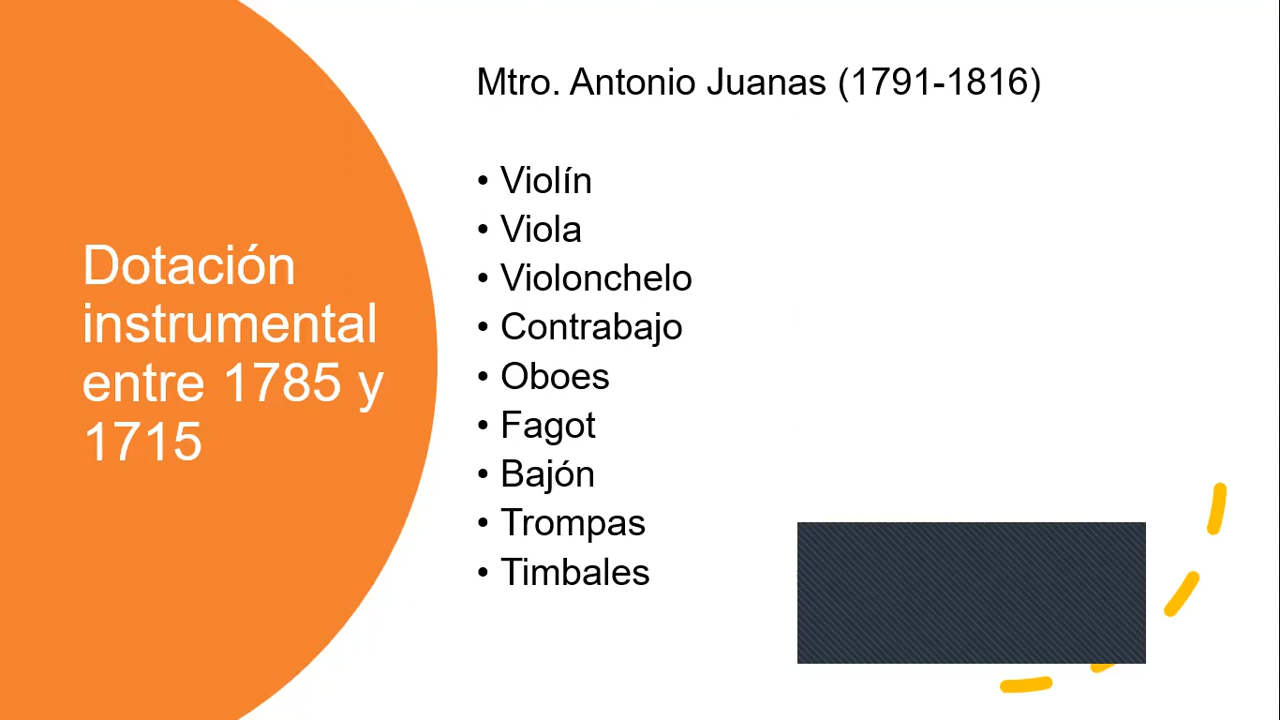 Dotación
instrumental
entre 1785 y
1715
Mtro. Antonio Juanas (1791-1816)
• Violín
• Viola
• Violonchelo
• Contrabajo
• Oboes
• Fagot
• Bajón
• Trompas
• Timbales